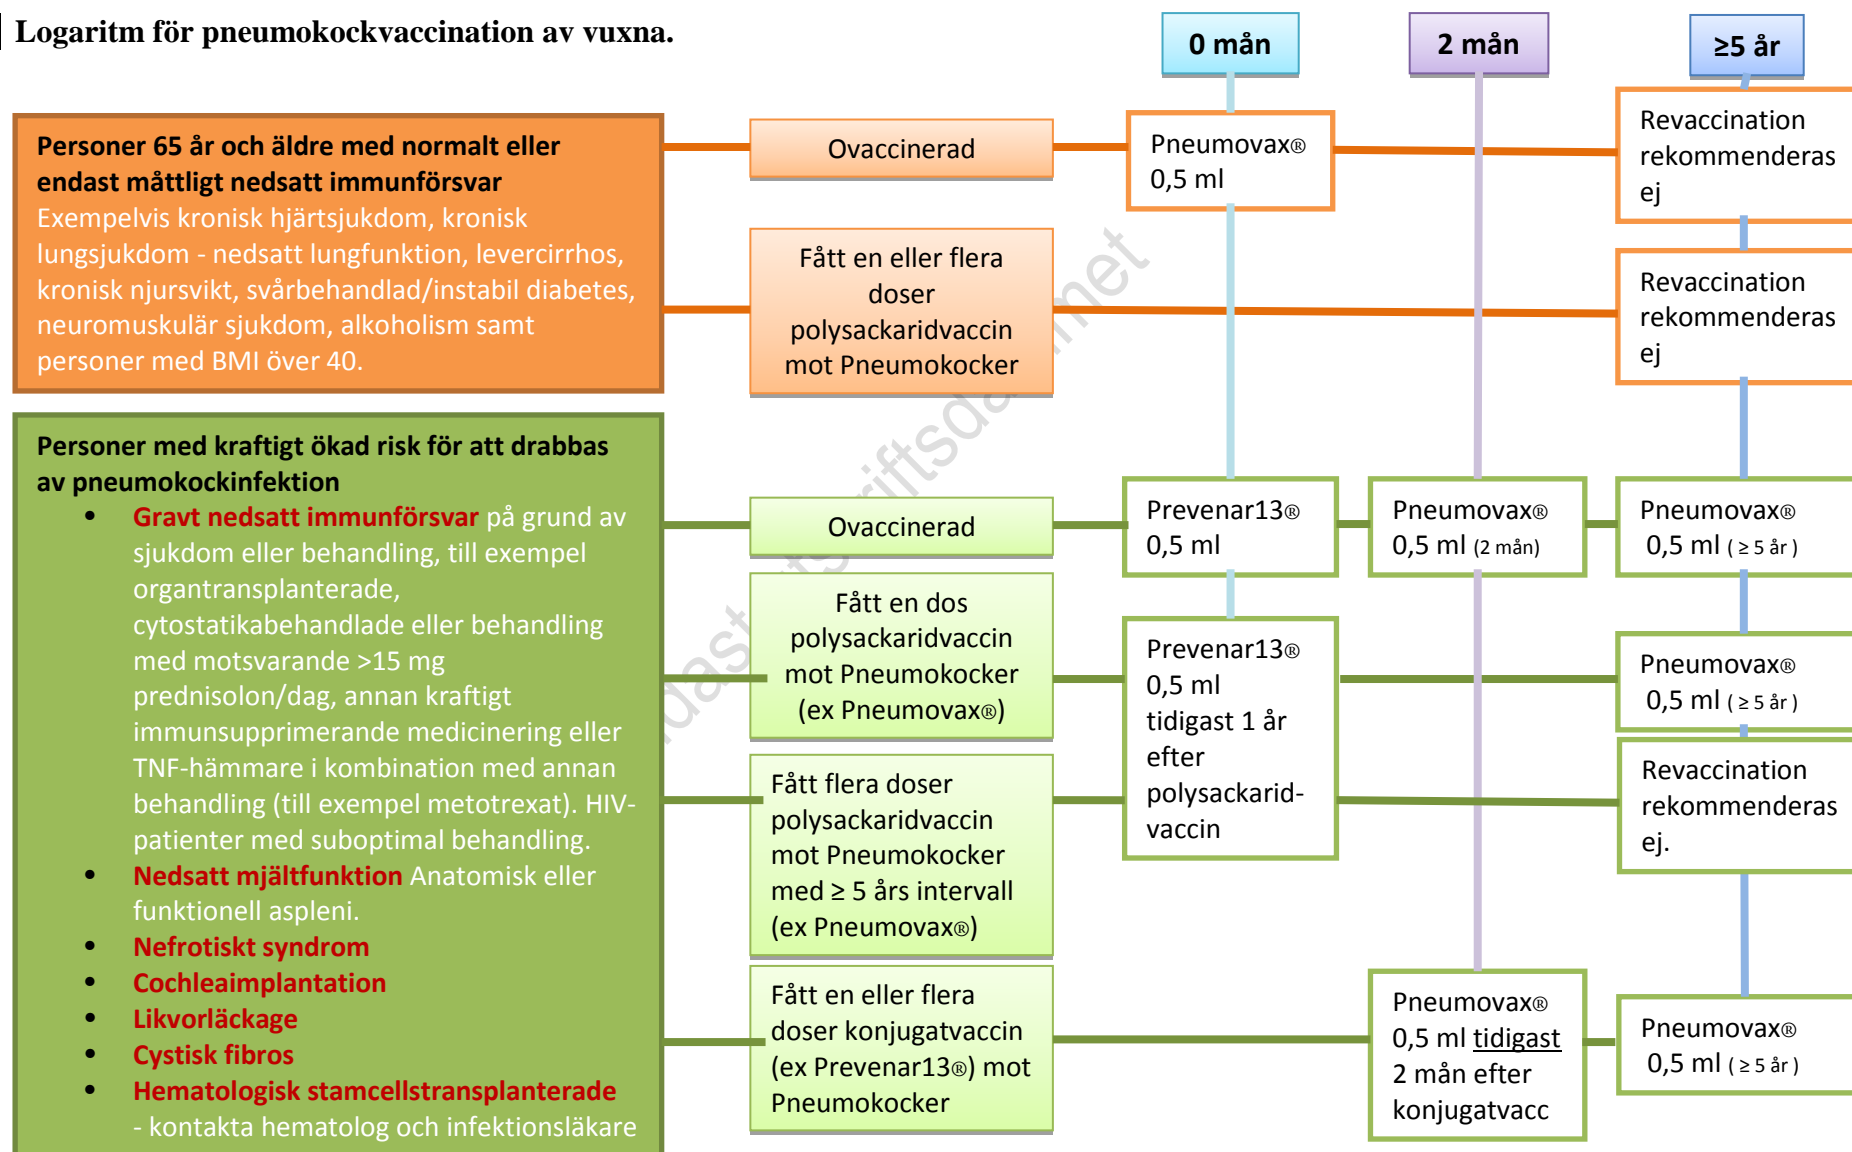 Logaritm för pneumokockvaccination av vuxna.
0 mån
2 mån
≥5 år
Personer 65 år och äldre med normalt eller
endast måttligt nedsatt immunförsvar
Exempelvis kronisk hjärtsjukdom, kronisk
lungsjukdom - nedsatt lungfunktion, levercirrhos,
kronisk njursvikt, svårbehandlad/instabil diabetes,
neuromuskulär sjukdom, alkoholism samt
personer med BMI över 40.
Ovaccinerad
Pneumovax®
0,5 ml
Revaccination
rekommenderas
ej
Fått en eller flera
doser
polysackaridvaccin
mot Pneumokocker
Revaccination
rekommenderas
ej
Personer med kraftigt ökad risk för att drabbas
av pneumokockinfektion
• Gravt nedsatt immunförsvar på grund av
sjukdom eller behandling, till exempel
organtransplanterade,
cytostatikabehandlade eller behandling
med motsvarande >15 mg
prednisolon/dag, annan kraftigt
immunsupprimerande medicinering eller
TNF-hämmare i kombination med annan
behandling (till exempel metotrexat). HIV-
patienter med suboptimal behandling.
• Nedsatt mjältfunktion Anatomisk eller
funktionell aspleni.
• Nefrotiskt syndrom
• Cochleaimplantation
• Likvorläckage
• Cystisk fibros
• Hematologisk stamcellstransplanterade
- kontakta hematolog och infektionsläkare
Ovaccinerad
Prevenar13®
0,5 ml
Pneumovax®
0,5 ml (2 mån)
Pneumovax®
0,5 ml ( ≥ 5 år )
Fått en dos
polysackaridvaccin
mot Pneumokocker
(ex Pneumovax®)
Prevenar13®
0,5 ml
tidigast 1 år
efter
polysackarid-
vaccin
Pneumovax®
0,5 ml ( ≥ 5 år )
Fått flera doser
polysackaridvaccin
mot Pneumokocker
med ≥ 5 års intervall
(ex Pneumovax®)
Revaccination
rekommenderas
ej.
Fått en eller flera
doser konjugatvaccin
(ex Prevenar13®) mot
Pneumokocker
Pneumovax®
0,5 ml tidigast
2 mån efter
konjugatvacc
Pneumovax®
0,5 ml ( ≥ 5 år )